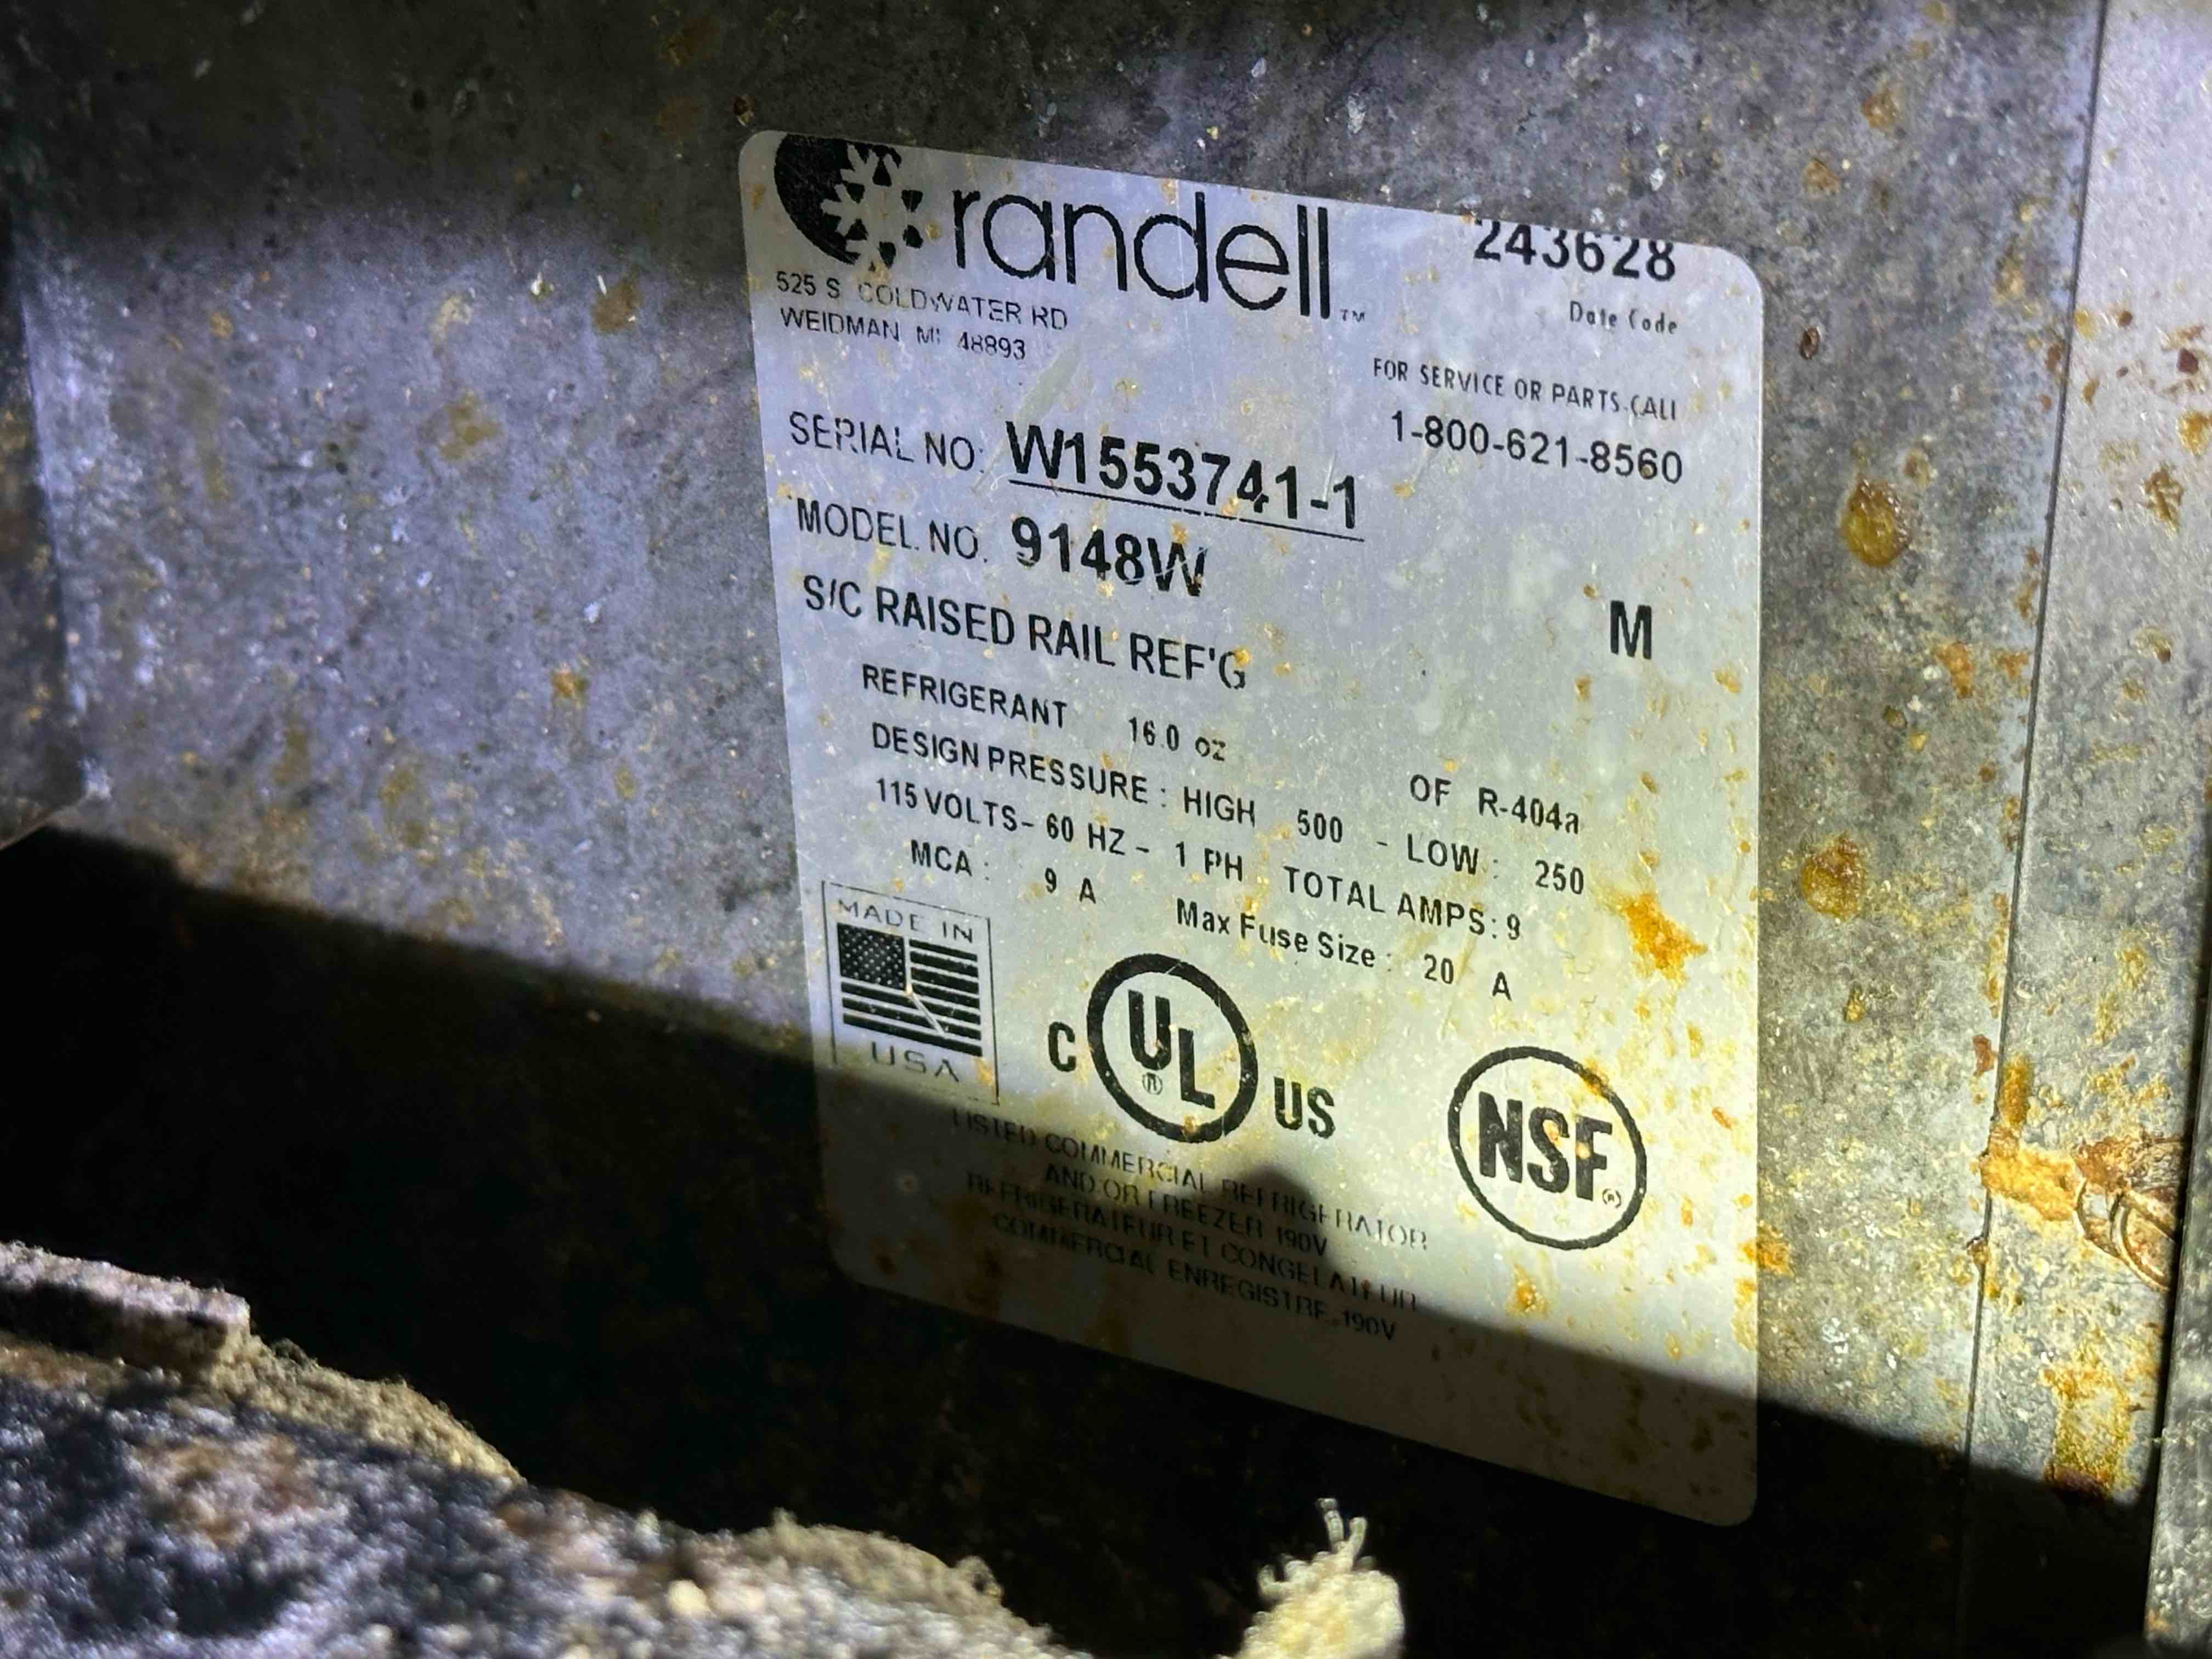 randell™
243628
525 S COLDWATER RD
WEIDMAN MI 48893
Date Code
FOR SERVICE OR PARTS CALL
1-800-621-8560
SERIAL NO: W1553741-1
MODEL NO. 9148W
S/C RAISED RAIL REF'G
M
REFRIGERANT 16.0 oz OF R-404a
DESIGN PRESSURE : HIGH 500 - LOW : 250
115 VOLTS- 60 HZ - 1 PH TOTAL AMPS: 9
MCA : 9 A Max Fuse Size : 20 A
MADE IN
USA
C UL® US
NSF®
LISTED COMMERCIAL REFRIGERATOR
AND/OR FREEZER 190V
REFRIGERATEUR ET CONGELATEUR
COMMERCIAL ENREGISTRE 190V